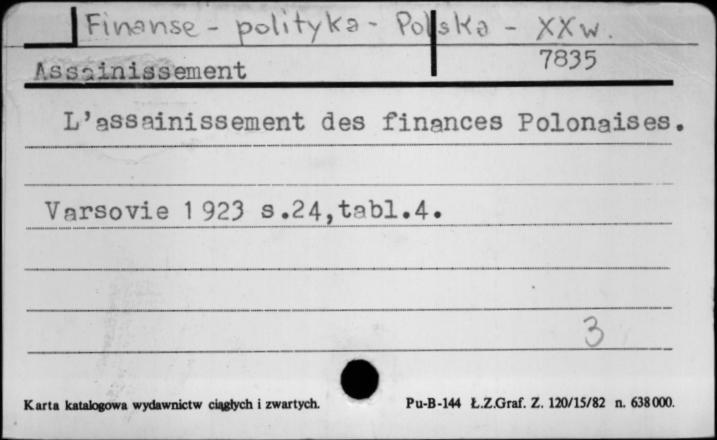 Finanse - polityka - Polska - XX w.
Assainissement 7835
L'assainissement des finances Polonaises.
Varsovie 1923 s.24,tabl.4.
3
Karta katalogowa wydawnictw ciągłych i zwartych. Pu-B-144 Ł.Z.Graf. Z. 120/15/82 n. 638000.